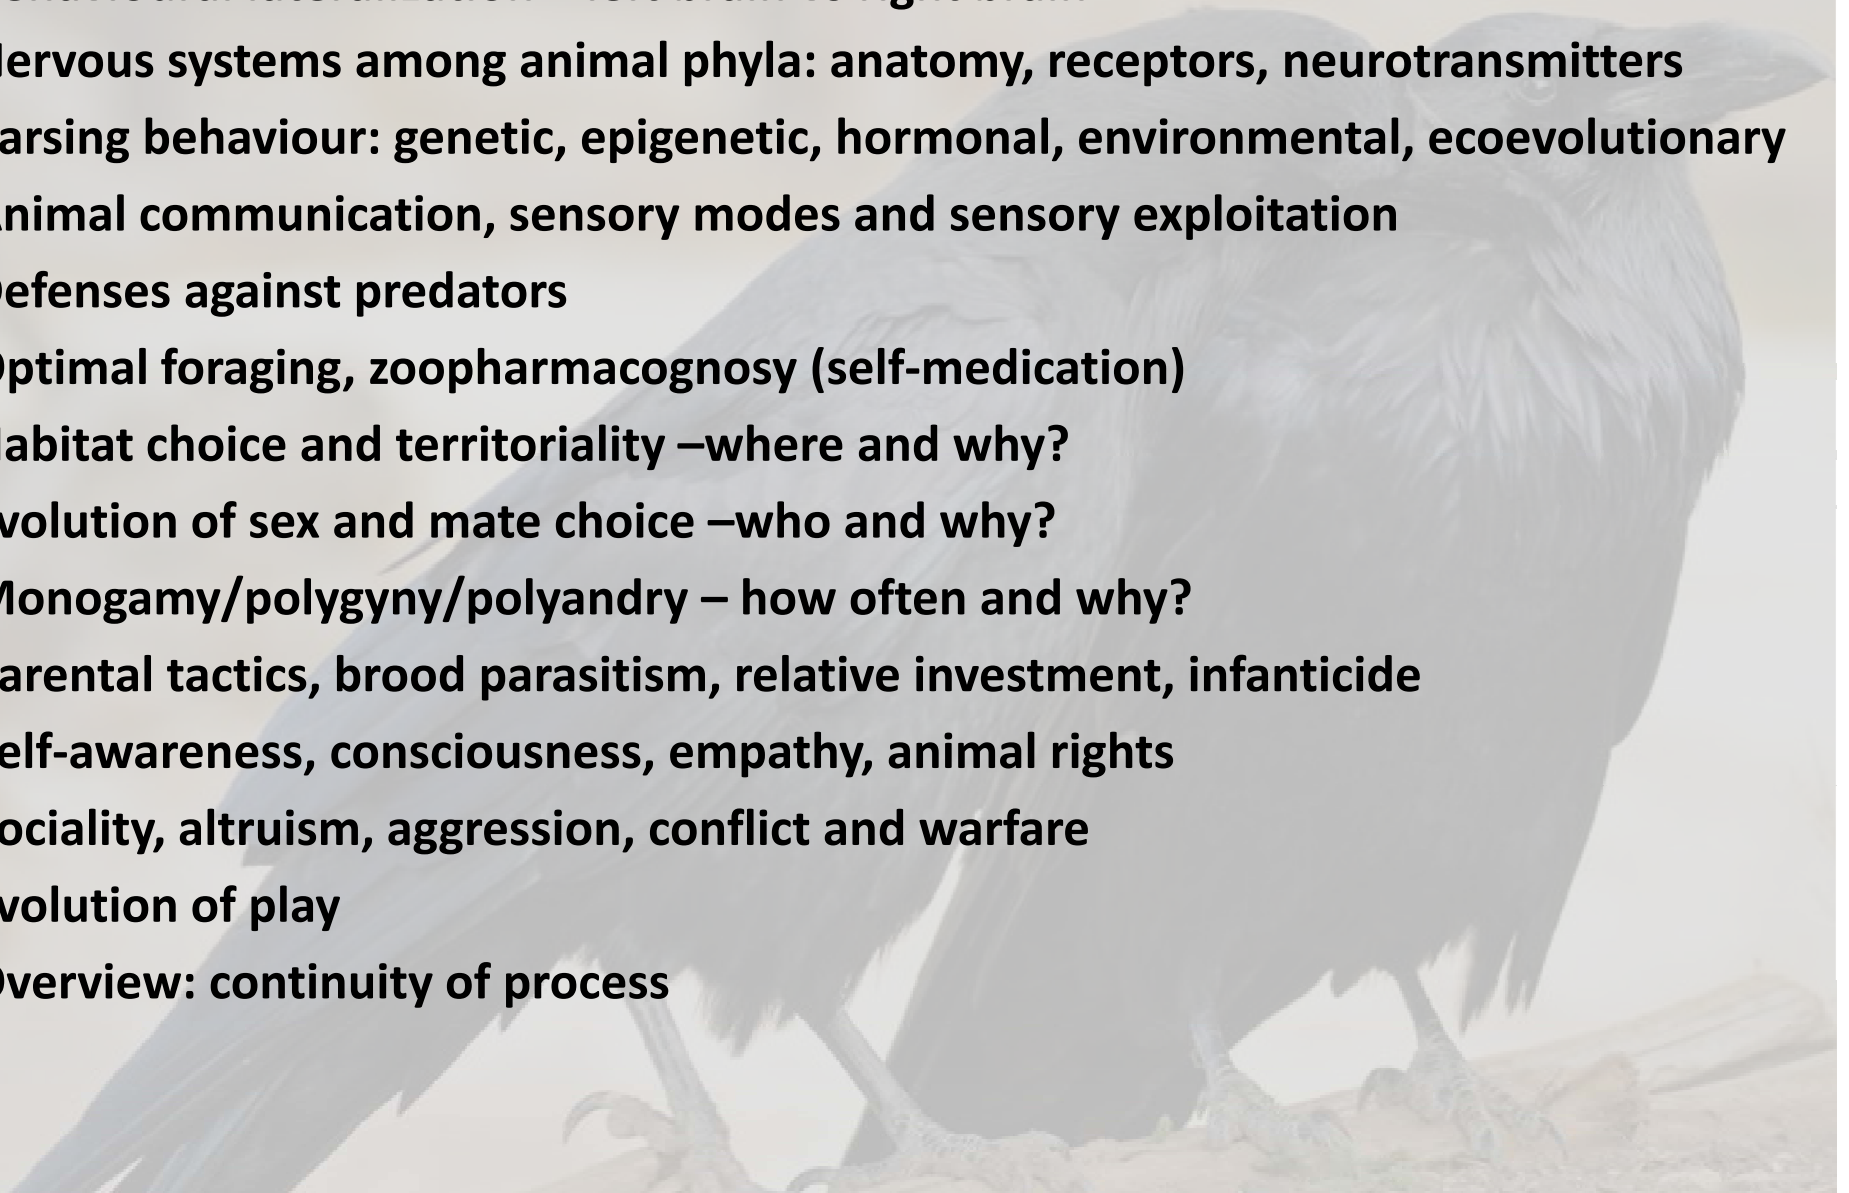 ervous systems among animal phyla: anatomy, receptors, neurotransmitters
arsing behaviour: genetic, epigenetic, hormonal, environmental, ecoevolutionary
nimal communication, sensory modes and sensory exploitation
efenses against predators
ptimal foraging, zoopharmacognosy (self-medication)
abitat choice and territoriality –where and why?
volution of sex and mate choice –who and why?
Monogamy/polygyny/polyandry – how often and why?
arental tactics, brood parasitism, relative investment, infanticide
elf-awareness, consciousness, empathy, animal rights
ociality, altruism, aggression, conflict and warfare
volution of play
Overview: continuity of process